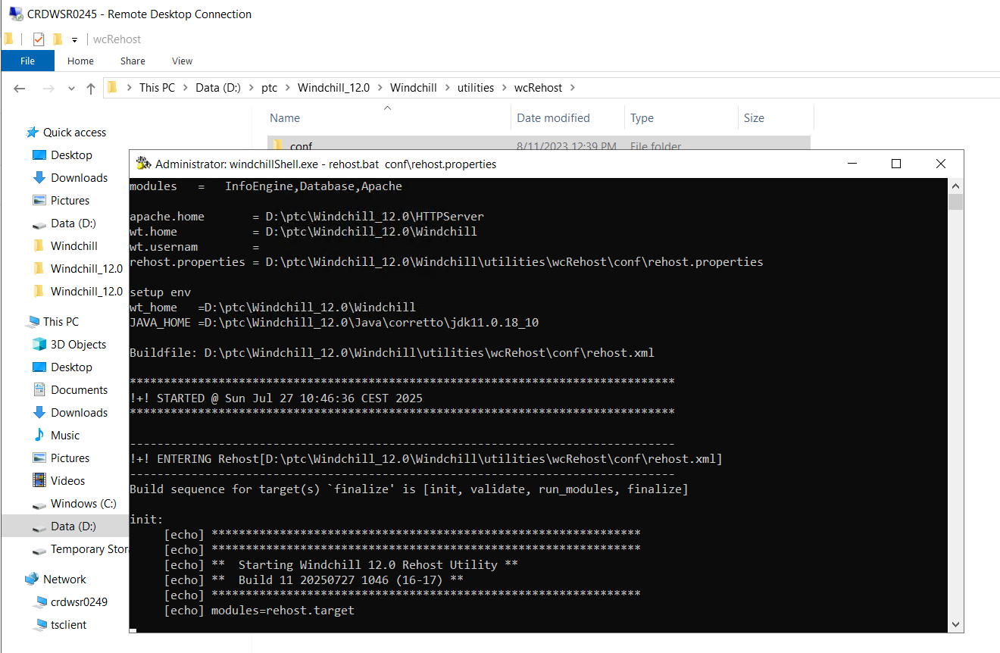 CRDWSR0245 - Remote Desktop Connection
wcRehost
File Home Share View
This PC > Data (D:) > ptc > Windchill_12.0 > Windchill > utilities > wcRehost >
Name Date modified Type Size
conf 8/11/2023 12:39 PM File folder
Quick access
Desktop
Downloads
Pictures
Data (D:)
Windchill
Windchill_12.0
Windchill_12.0
This PC
3D Objects
Desktop
Documents
Downloads
Music
Pictures
Videos
Windows (C:)
Data (D:)
Temporary Stor
Network
crdwsr0249
tsclient
Administrator: windchillShell.exe - rehost.bat  conf\rehost.properties
modules   =   InfoEngine,Database,Apache
apache.home       = D:\ptc\Windchill_12.0\HTTPServer
wt.home           = D:\ptc\Windchill_12.0\Windchill
wt.usernam        =
rehost.properties = D:\ptc\Windchill_12.0\Windchill\utilities\wcRehost\conf\rehost.properties
setup env
wt_home   =D:\ptc\Windchill_12.0\Windchill
JAVA_HOME =D:\ptc\Windchill_12.0\Java\corretto\jdk11.0.18_10
Buildfile: D:\ptc\Windchill_12.0\Windchill\utilities\wcRehost\conf\rehost.xml
********************************************************************************
!+! STARTED @ Sun Jul 27 10:46:36 CEST 2025
********************************************************************************
--------------------------------------------------------------------------------
!+! ENTERING Rehost[D:\ptc\Windchill_12.0\Windchill\utilities\wcRehost\conf\rehost.xml]
--------------------------------------------------------------------------------
Build sequence for target(s) `finalize' is [init, validate, run_modules, finalize]
init:
[echo] ***************************************************************
[echo] ***************************************************************
[echo] **  Starting Windchill 12.0 Rehost Utility **
[echo] **  Build 11 20250727 1046 (16-17) **
[echo] ***************************************************************
[echo] modules=rehost.target